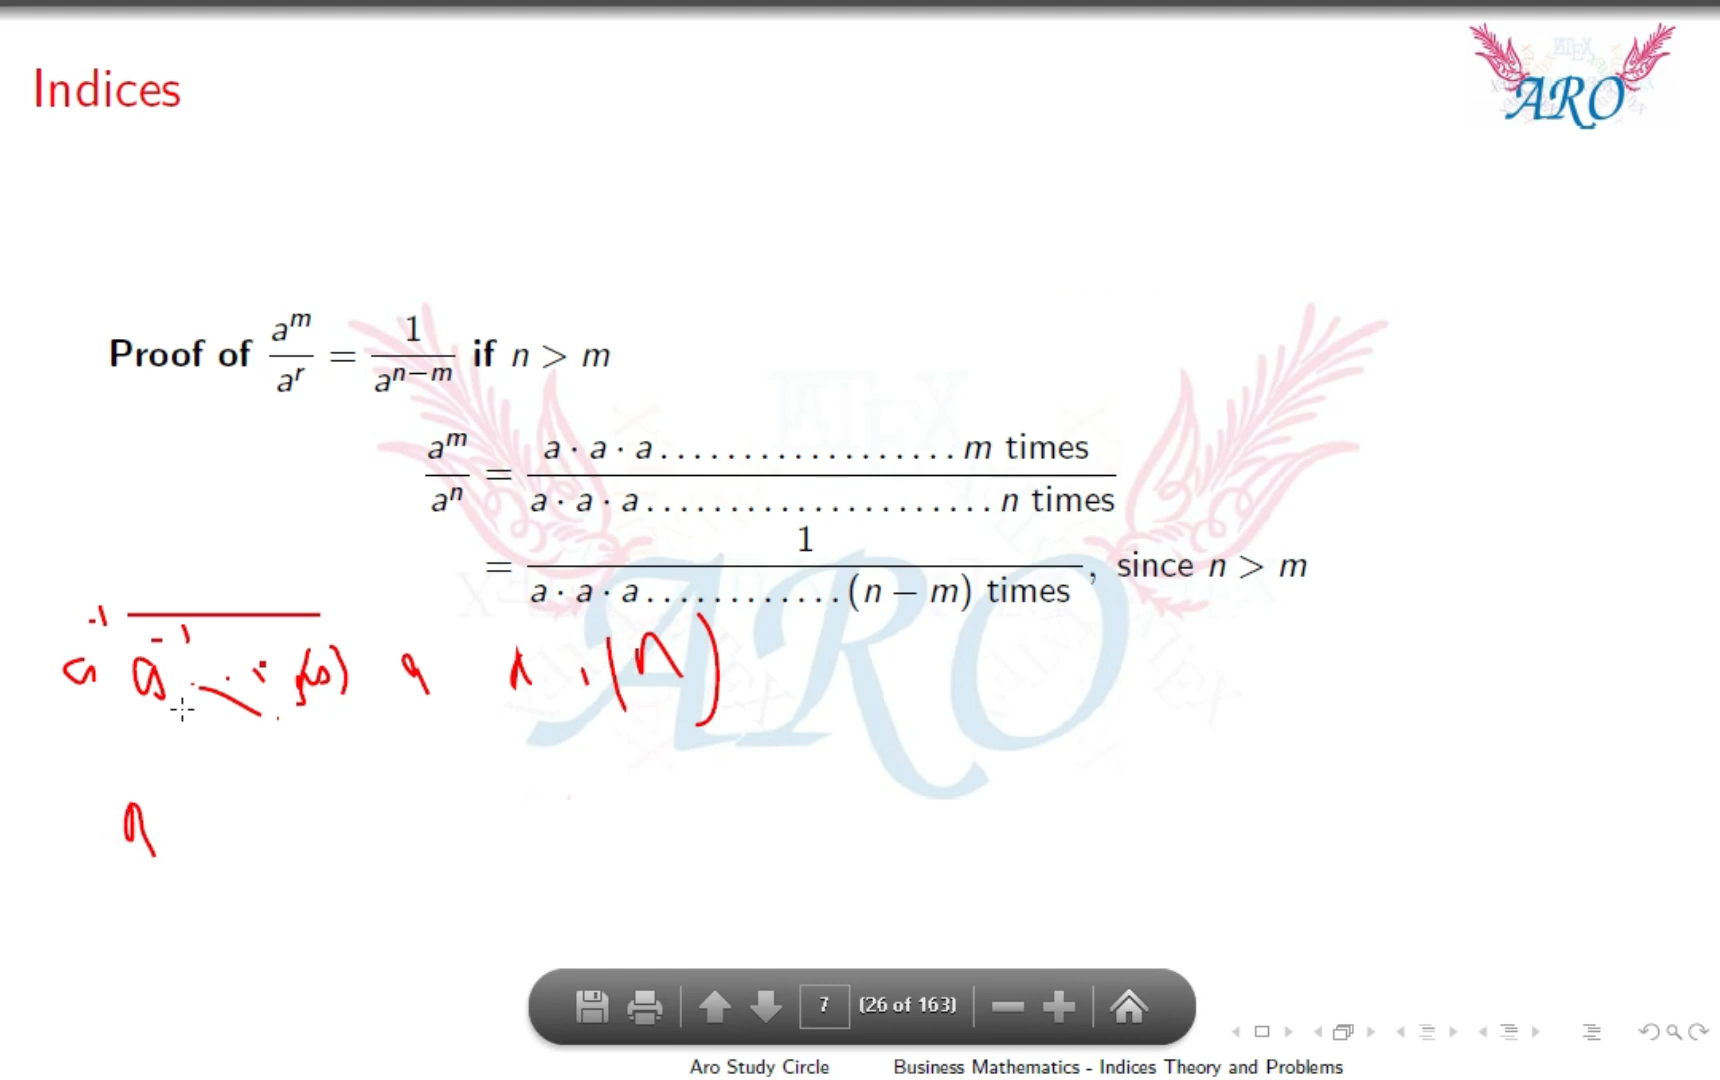 Indices
ARO
Proof of a^m/a^r = 1/a^{n−m} if n > m
a^m/a^n = a · a · a.................. m times / a · a · a..................... n times
= 1 / a · a · a............(n − m) times, since n > m
7 (26 of 163)
Aro Study Circle Business Mathematics - Indices Theory and Problems